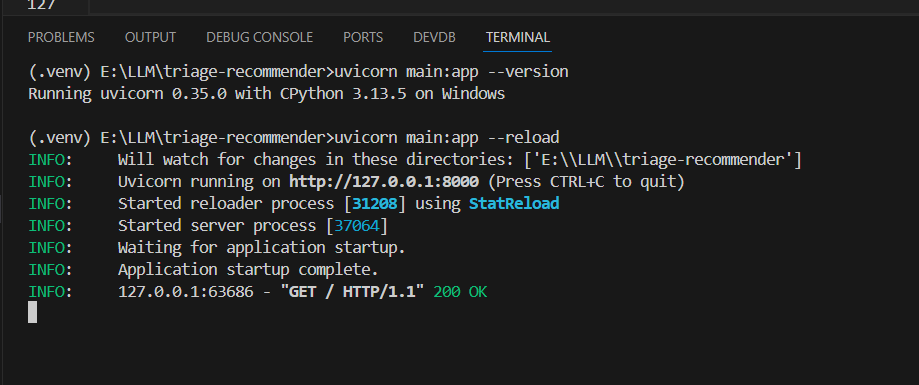 127
PROBLEMS OUTPUT DEBUG CONSOLE PORTS DEVDB TERMINAL
(.venv) E:\LLM\triage-recommender>uvicorn main:app --version
Running uvicorn 0.35.0 with CPython 3.13.5 on Windows
(.venv) E:\LLM\triage-recommender>uvicorn main:app --reload
INFO:     Will watch for changes in these directories: ['E:\\LLM\\triage-recommender']
INFO:     Uvicorn running on http://127.0.0.1:8000 (Press CTRL+C to quit)
INFO:     Started reloader process [31208] using StatReload
INFO:     Started server process [37064]
INFO:     Waiting for application startup.
INFO:     Application startup complete.
INFO:     127.0.0.1:63686 - "GET / HTTP/1.1" 200 OK